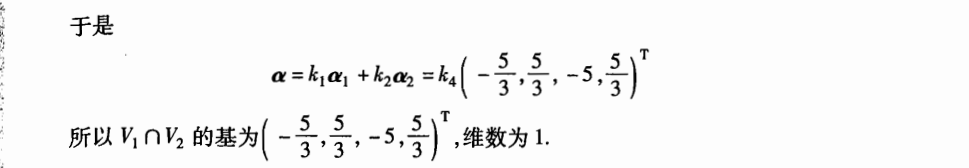 于是
α=k₁α₁+k₂α₂=k₄(-5/3,5/3,-5,5/3)ᵀ
所以 V₁∩V₂ 的基为(-5/3,5/3,-5,5/3)ᵀ,维数为 1.